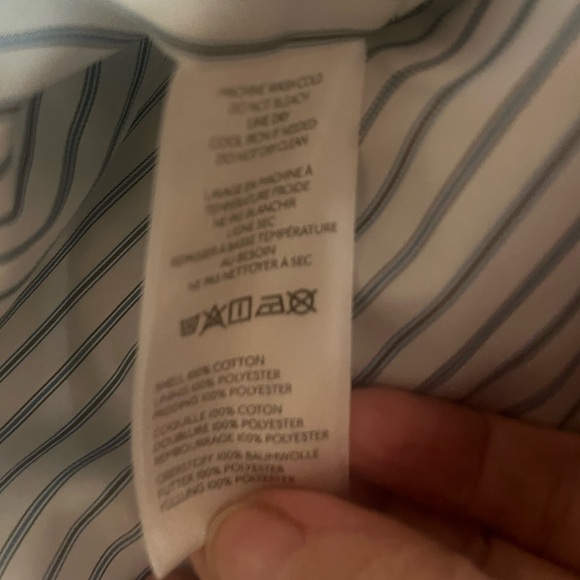 MACHINE WASH COLD
DO NOT BLEACH
LINE DRY
COOL IRON IF NEEDED
DO NOT DRY CLEAN
LAVAGE EN MACHINE À
TEMPÉRATURE FROIDE
NE PAS BLANCHIR
LIGNE SEC
REPASSER À BASSE TEMPÉRATURE
AU BESOIN
NE PAS NETTOYER À SEC
SHELL 100% COTTON
LINING 100% POLYESTER
PADDING 100% POLYESTER
COQUILLE 100% COTON
DOUBLURE 100% POLYESTER
REMBOURRAGE 100% POLYESTER
OBERSTOFF 100% BAUMWOLLE
FUTTER 100% POLYESTER
FÜLLUNG 100% POLYESTER